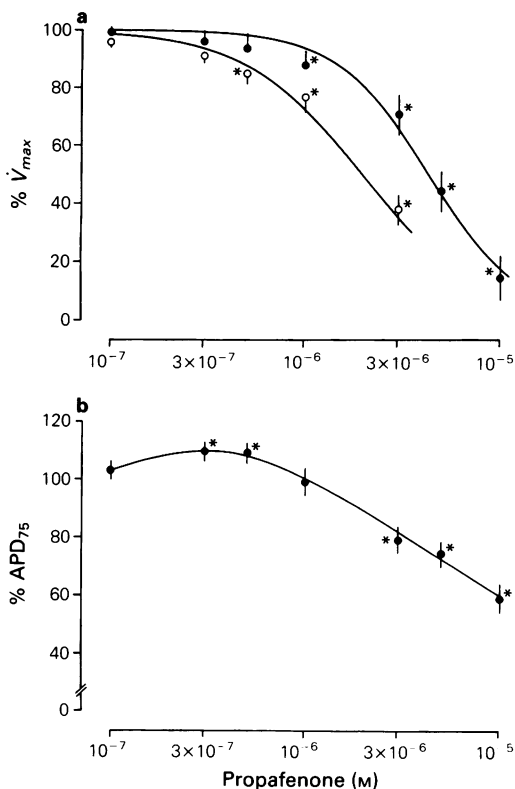 a
100
80
60
40
20
0
% V̇max
* * * * * * *
10⁻⁷ 3×10⁻⁷ 10⁻⁶ 3×10⁻⁶ 10⁻⁵
b
120
100
80
60
40
0
% APD₇₅
* * * * *
10⁻⁷ 3×10⁻⁷ 10⁻⁶ 3×10⁻⁶ 10⁻⁵
Propafenone (M)